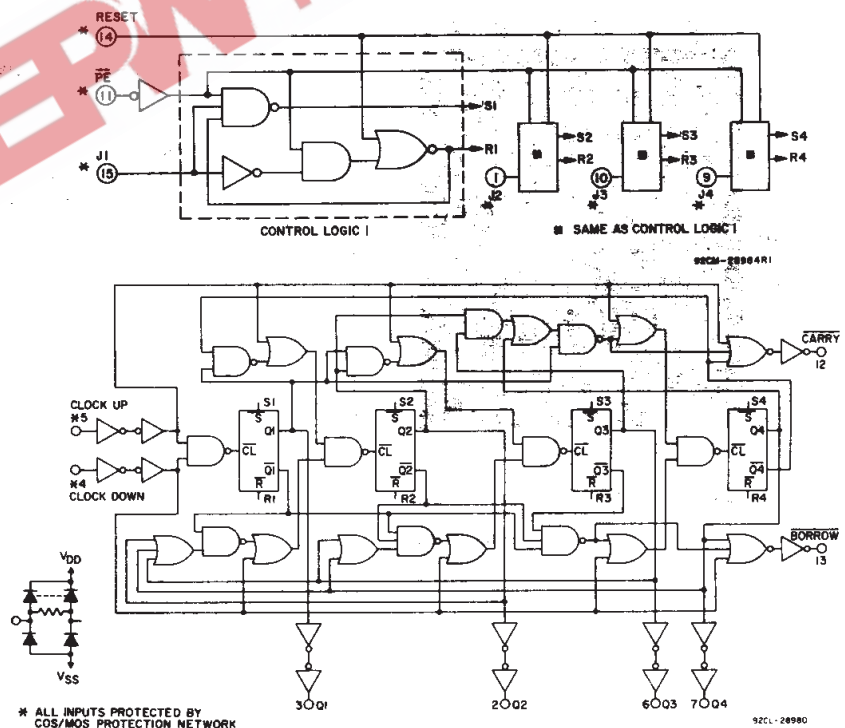 RESET
* 14
PE
* 11
J1
* 15
S1
R1
CONTROL LOGIC 1
S2
R2
1
J2
*
S3
R3
10
J3
*
S4
R4
9
J4
*
SAME AS CONTROL LOGIC 1
92CM-28984R1
CARRY
12
CLOCK UP
*5
*4
CLOCK DOWN
S1
S
Q1
CL
Q1
R
R1
S2
S
Q2
CL
Q2
R
R2
S3
S
Q3
CL
Q3
R
R3
S4
S
Q4
CL
Q4
R
R4
BORROW
13
VDD
VSS
3 Q1
2 Q2
6 Q3
7 Q4
* ALL INPUTS PROTECTED BY
COS/MOS PROTECTION NETWORK
92CL-28980